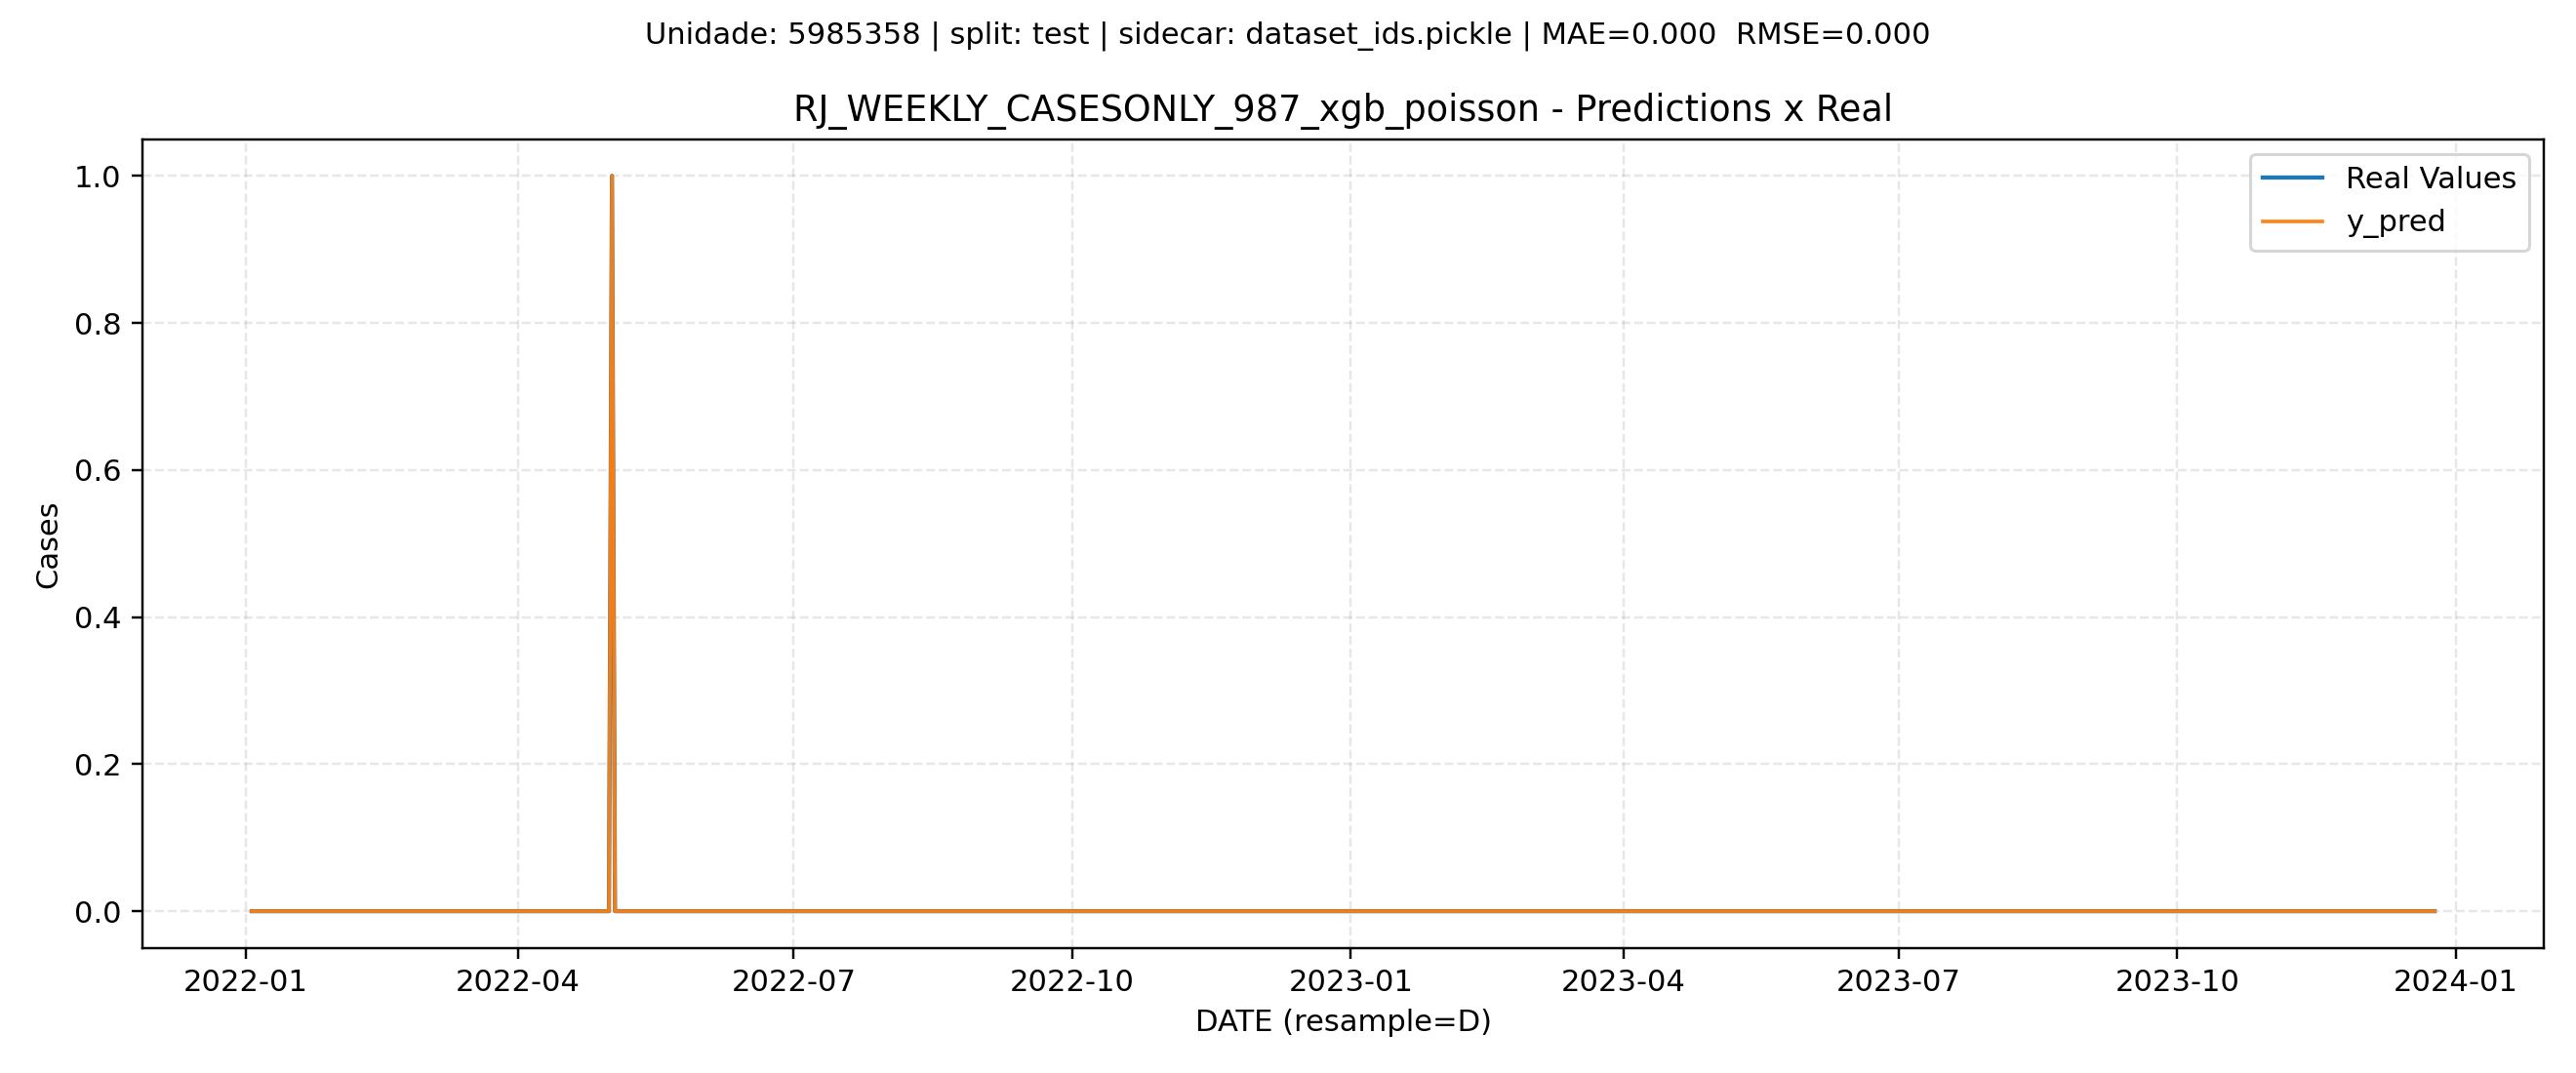 Unidade: 5985358 | split: test | sidecar: dataset_ids.pickle | MAE=0.000  RMSE=0.000
RJ_WEEKLY_CASESONLY_987_xgb_poisson - Predictions x Real
Real Values
y_pred
1.0
0.8
0.6
0.4
0.2
0.0
Cases
2022-01 2022-04 2022-07 2022-10 2023-01 2023-04 2023-07 2023-10 2024-01
DATE (resample=D)